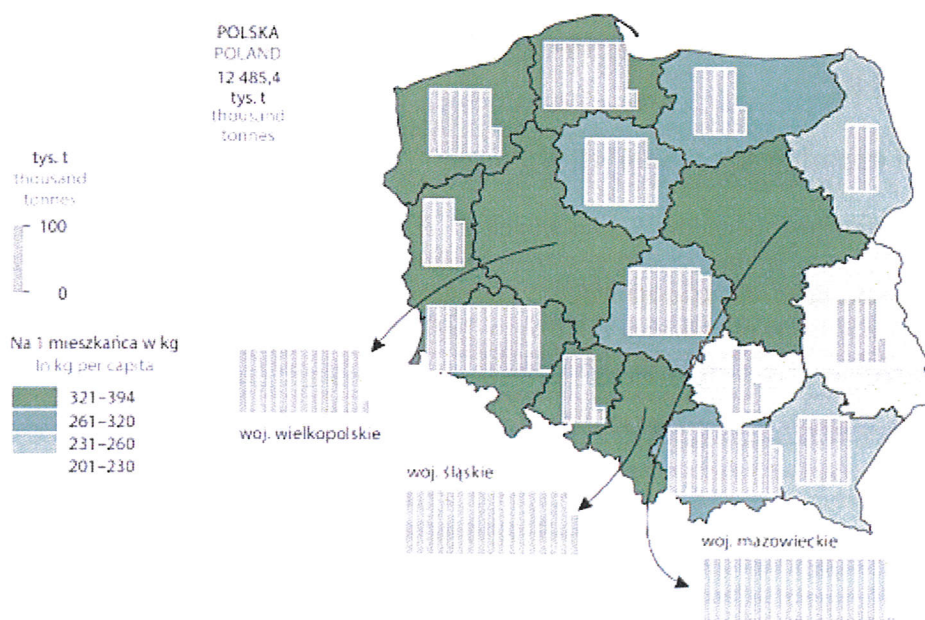 POLSKA
POLAND
12 485,4
tys. t
thousand
tonnes
tys. t
thousand
tonnes
100
0
Na 1 mieszkańca w kg
In kg per capita
321–394
261–320
231–260
201–230
woj. wielkopolskie
woj. śląskie
woj. mazowieckie